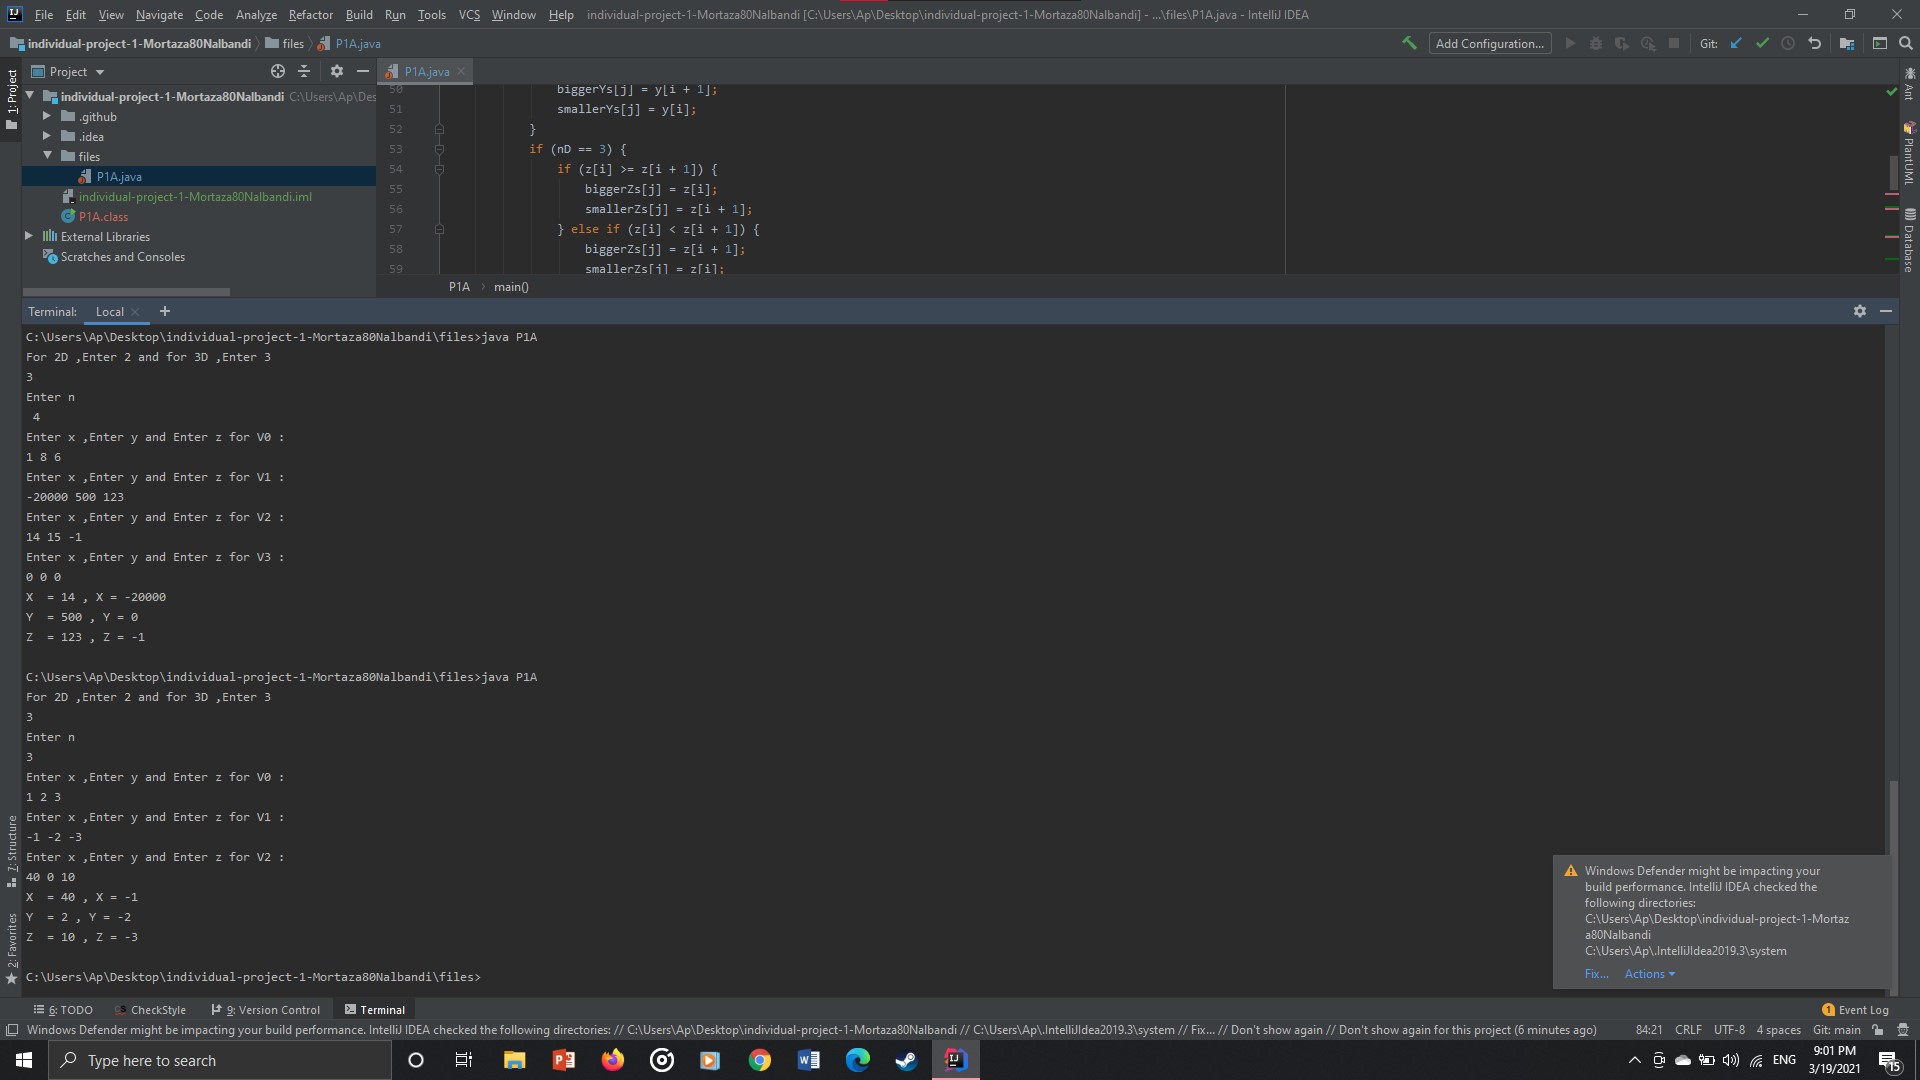 File Edit View Navigate Code Analyze Refactor Build Run Tools VCS Window Help individual-project-1-Mortaza80Nalbandi [C:\Users\Ap\Desktop\individual-project-1-Mortaza80Nalbandi] - ...\files\P1A.java - IntelliJ IDEA
individual-project-1-Mortaza80Nalbandi files P1A.java Add Configuration... Git:
1: Project
Project
P1A.java
individual-project-1-Mortaza80Nalbandi C:\Users\Ap\Des
.github
.idea
files
P1A.java
individual-project-1-Mortaza80Nalbandi.iml
P1A.class
External Libraries
Scratches and Consoles
50 biggerYs[j] = y[i + 1];
51 smallerYs[j] = y[i];
52 }
53 if (nD == 3) {
54 if (z[i] >= z[i + 1]) {
55 biggerZs[j] = z[i];
56 smallerZs[j] = z[i + 1];
57 } else if (z[i] < z[i + 1]) {
58 biggerZs[j] = z[i + 1];
59 smallerZs[j] = z[i];
P1A main()
Ant
PlantUML
Database
Terminal: Local
C:\Users\Ap\Desktop\individual-project-1-Mortaza80Nalbandi\files>java P1A
For 2D ,Enter 2 and for 3D ,Enter 3
3
Enter n
4
Enter x ,Enter y and Enter z for V0 :
1 8 6
Enter x ,Enter y and Enter z for V1 :
-20000 500 123
Enter x ,Enter y and Enter z for V2 :
14 15 -1
Enter x ,Enter y and Enter z for V3 :
0 0 0
X  = 14 , X = -20000
Y  = 500 , Y = 0
Z  = 123 , Z = -1
C:\Users\Ap\Desktop\individual-project-1-Mortaza80Nalbandi\files>java P1A
For 2D ,Enter 2 and for 3D ,Enter 3
3
Enter n
3
Enter x ,Enter y and Enter z for V0 :
1 2 3
Enter x ,Enter y and Enter z for V1 :
-1 -2 -3
Enter x ,Enter y and Enter z for V2 :
40 0 10
X  = 40 , X = -1
Y  = 2 , Y = -2
Z  = 10 , Z = -3
C:\Users\Ap\Desktop\individual-project-1-Mortaza80Nalbandi\files>
7: Structure
2: Favorites
Windows Defender might be impacting your
build performance. IntelliJ IDEA checked the
following directories:
C:\Users\Ap\Desktop\individual-project-1-Mortaz
a80Nalbandi
C:\Users\Ap\.IntelliJIdea2019.3\system
Fix... Actions
6: TODO CheckStyle 9: Version Control Terminal 1 Event Log
Windows Defender might be impacting your build performance. IntelliJ IDEA checked the following directories: // C:\Users\Ap\Desktop\individual-project-1-Mortaza80Nalbandi // C:\Users\Ap\.IntelliJIdea2019.3\system // Fix... // Don't show again // Don't show again for this project (6 minutes ago) 84:21 CRLF UTF-8 4 spaces Git: main
Type here to search
ENG
9:01 PM
3/19/2021
15